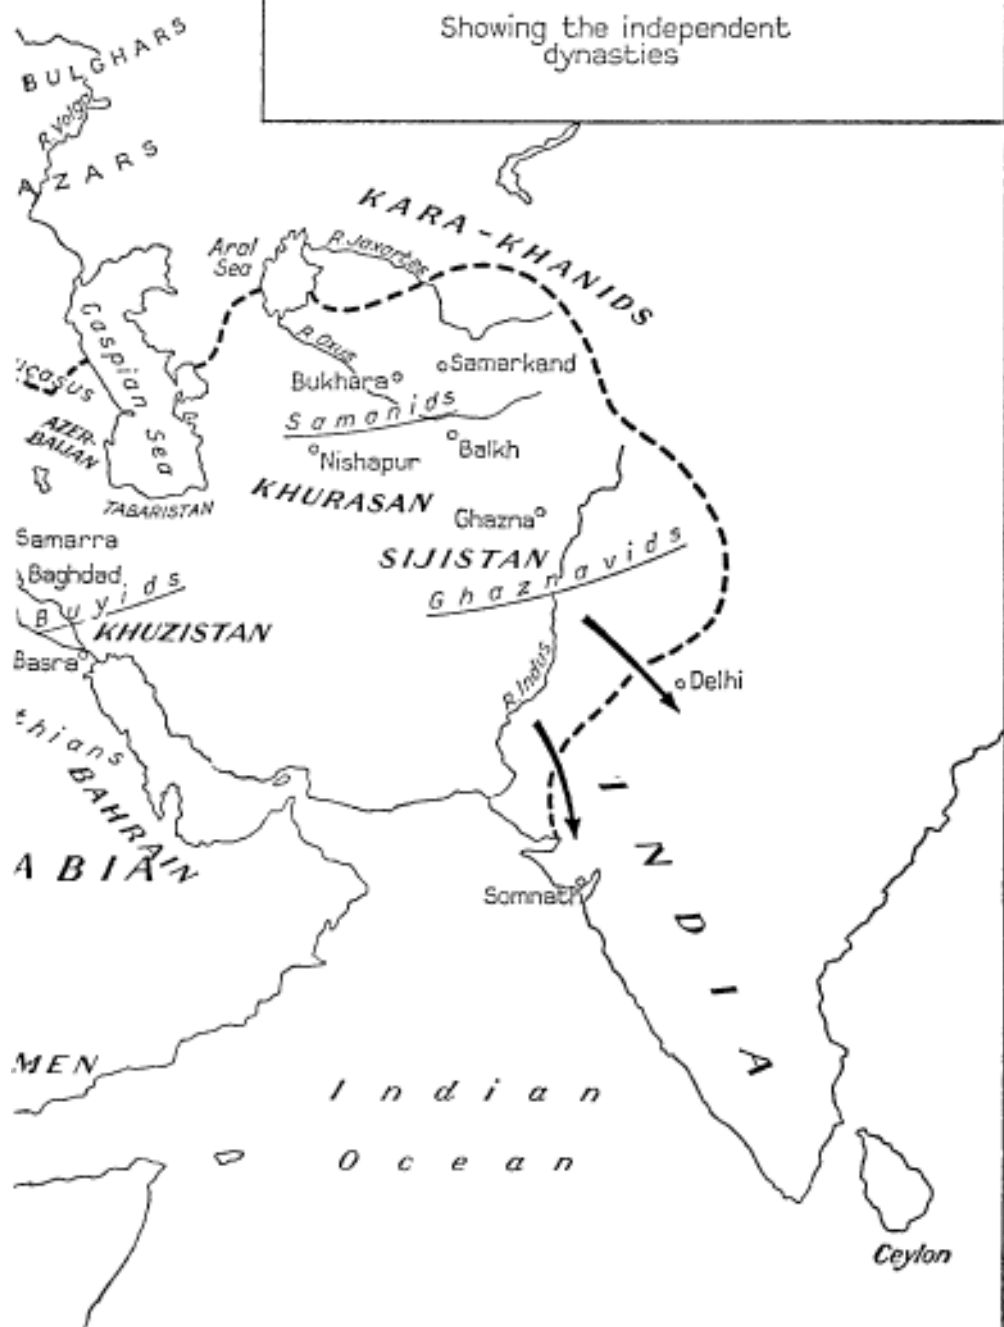 Showing the independent
dynasties
BULGHARS
R. Volga
AZARS
KARA-KHANIDS
Aral
Sea
R. Jaxartes
Caspian Sea
R. Oxus
Samarkand
Bukhara
ucasus
Samanids
AZER-
BAIJAN
Balkh
Nishapur
KHURASAN
TABARISTAN
Ghazna
Samarra
SIJISTAN
Baghdad
Ghaznavids
Buyids
KHUZISTAN
Basra
R. Indus
Delhi
thians
BAHRAIN
INDIA
ABIA
Somnath
MEN
Indian
Ocean
Ceylon